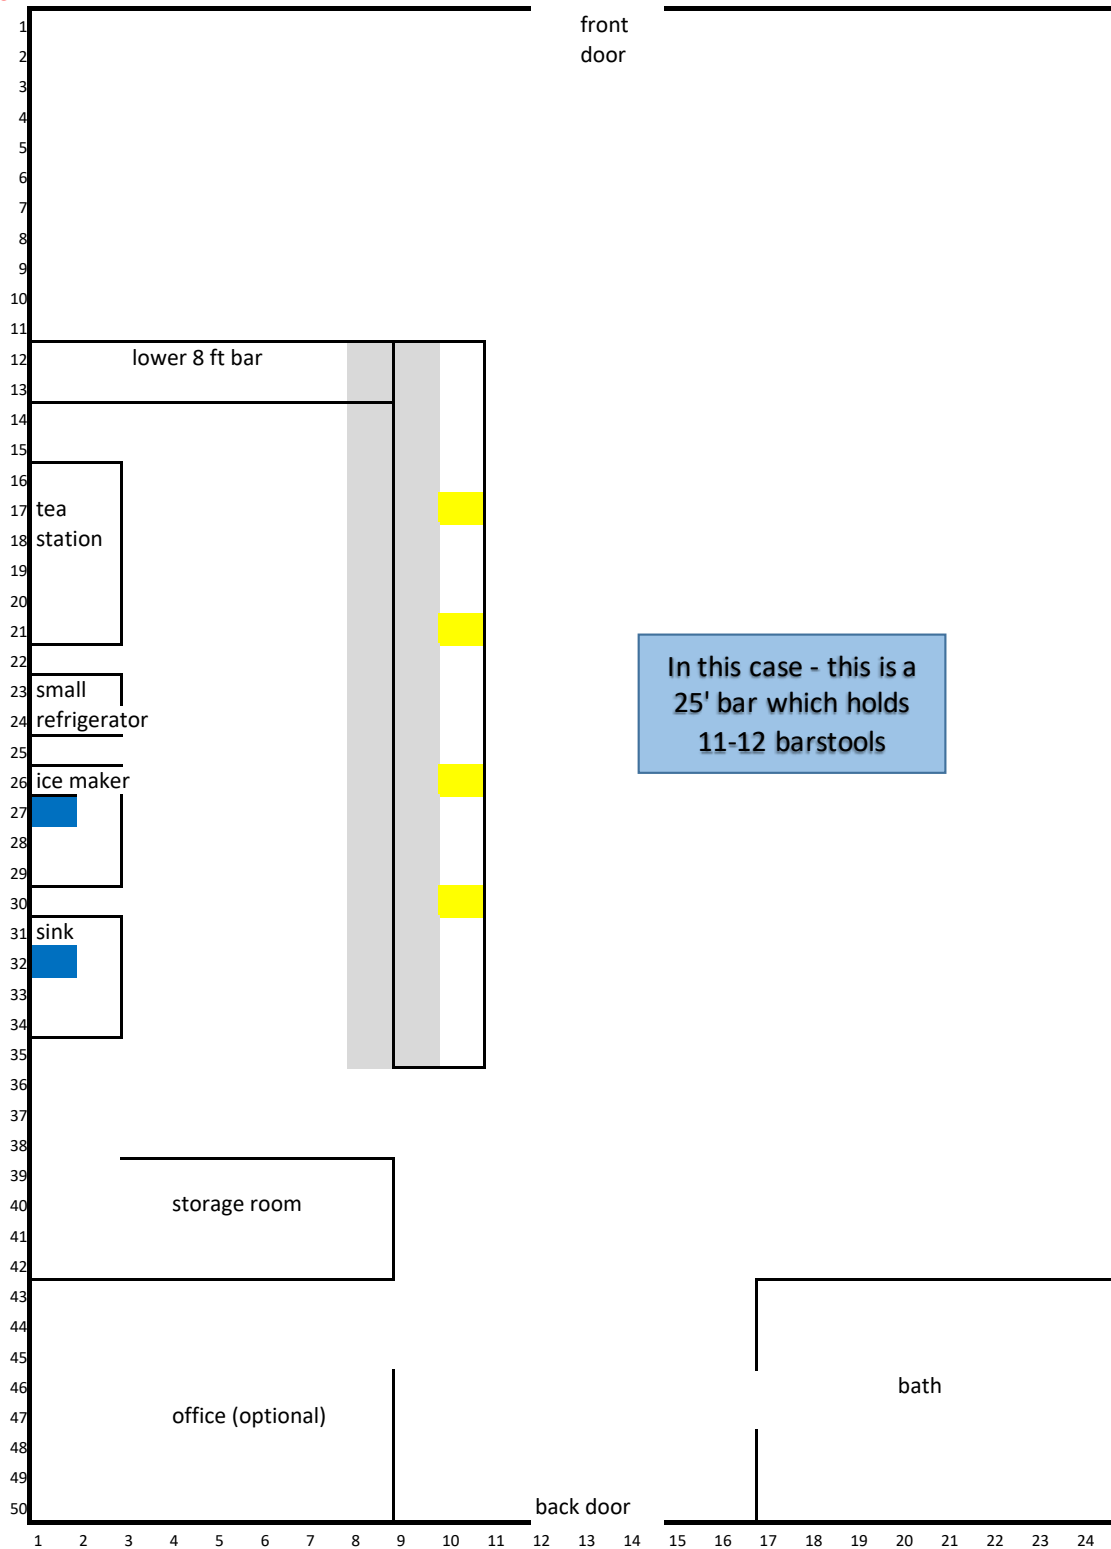 front
1
door
2
3
4
5
6
7
8
9
10
11
lower 8 ft bar
12
13
14
15
16
tea
17
station
18
19
20
21
22
small
23
refrigerator
24
25
ice maker
26
27
28
29
30
sink
31
32
33
34
35
36
37
38
39
storage room
40
41
42
43
44
45
46
office (optional)
47
48
49
50
In this case - this is a
25' bar which holds
11-12 barstools
bath
back door
1 2 3 4 5 6 7 8 9 10 11 12 13 14 15 16 17 18 19 20 21 22 23 24